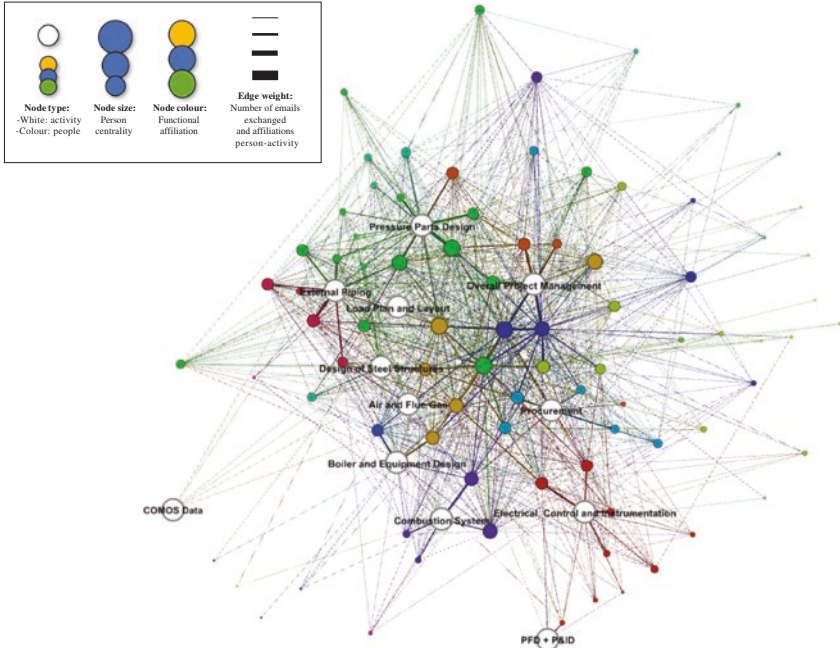 Node type:
-White: activity
-Colour: people
Node size:
Person
centrality
Node colour:
Functional
affiliation
Edge weight:
Number of emails
exchanged
and affiliations
person-activity
Pressure Parts Design
External Piping
Overall Project Management
Load Plan and Layout
Design of Steel Structures
Air and Flue Gas
Procurement
Boiler and Equipment Design
COMOS Data
Combustion System
Electrical, Control and Instrumentation
PFD + P&ID